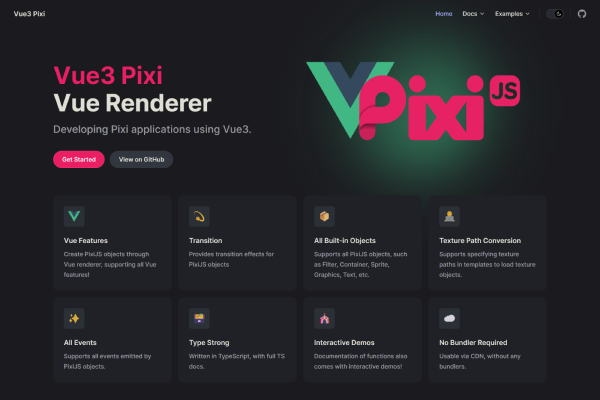 Vue3 Pixi
Home
Docs
Examples
Vue3 Pixi
Vue Renderer
Developing Pixi applications using Vue3.
Get Started
View on GitHub
Pixi JS
Vue Features
Create PixiJS objects through
Vue renderer, supporting all Vue
features!
Transition
Provides transition effects for
PixiJS objects
All Built-in Objects
Supports all PixiJS objects, such
as Filter, Container, Sprite,
Graphics, Text, etc.
Texture Path Conversion
Supports specifying texture
paths in templates to load texture
objects.
All Events
Supports all events emitted by
PixiJS objects.
Type Strong
Written in TypeScript, with full TS
docs.
Interactive Demos
Documentation of functions also
comes with interactive demos!
No Bundler Required
Usable via CDN, without any
bundlers.